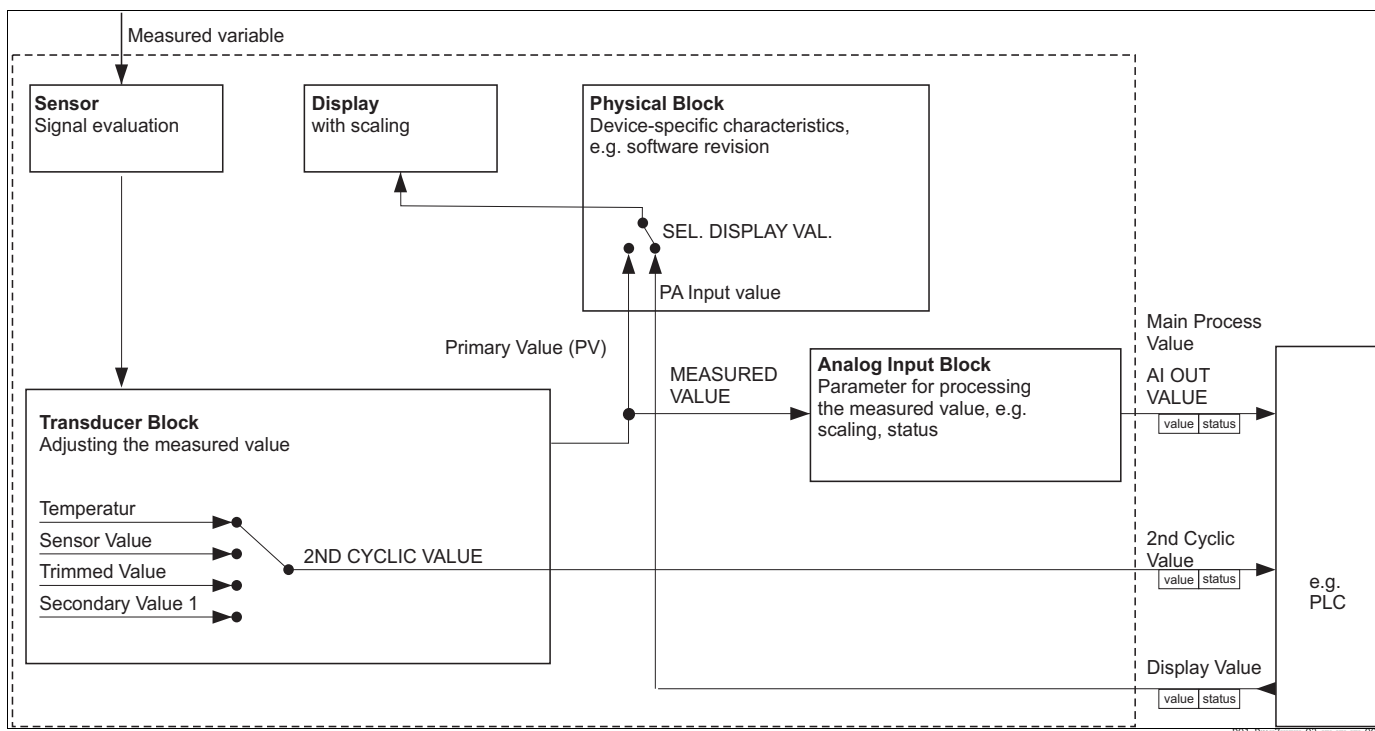 Measured variable
Sensor
Signal evaluation
Display
with scaling
Physical Block
Device-specific characteristics,
e.g. software revision
SEL. DISPLAY VAL.
PA Input value
Primary Value (PV)
MEASURED
VALUE
Analog Input Block
Parameter for processing
the measured value, e.g.
scaling, status
Main Process
Value
AI OUT
VALUE
value status
Transducer Block
Adjusting the measured value
Temperatur
Sensor Value
Trimmed Value
Secondary Value 1
2ND CYCLIC VALUE
2nd Cyclic
Value
value status
e.g.
PLC
Display Value
value status